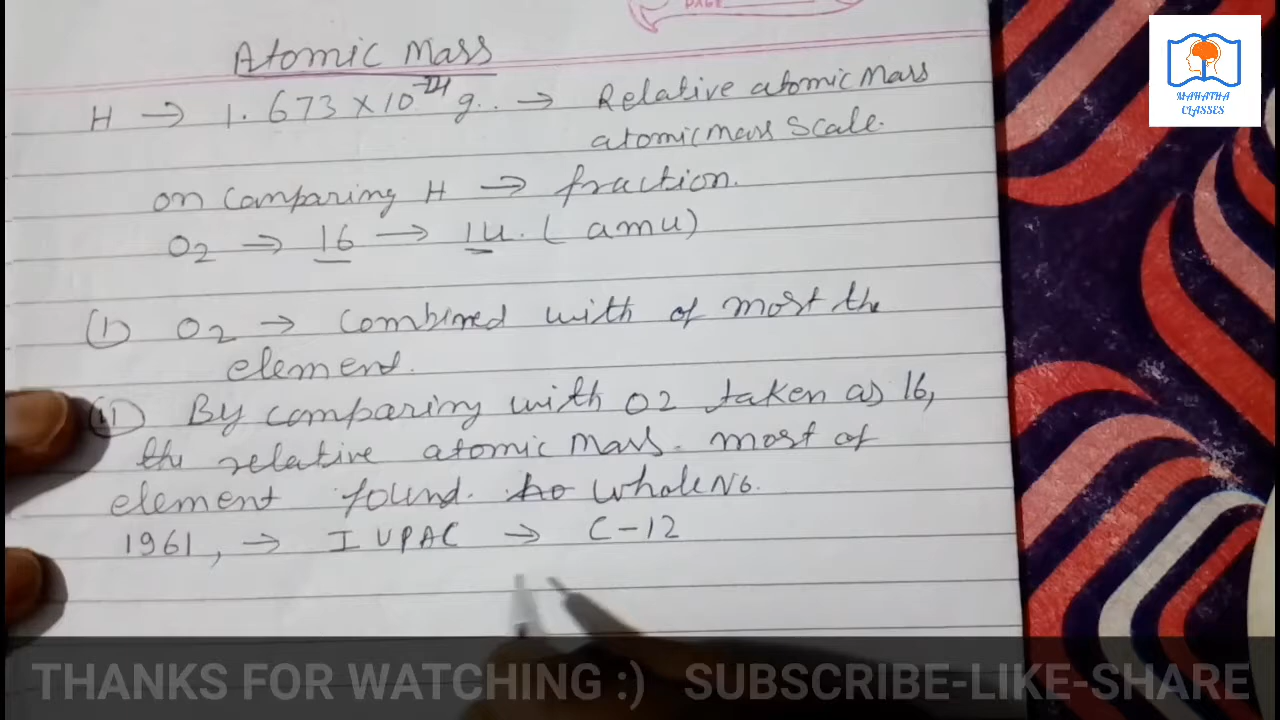 PAGE
Atomic Mass
H → 1.673×10⁻²⁴ g. → Relative atomic mass
atomic mass scale.
on comparing H → fraction.
O2 → 16 → 1u. (amu)
(I) O2 → Combined with of most the
element.
(II) By comparing with O2 taken as 16,
the relative atomic Mass. most of
element found. Whole No.
1961, → IUPAC → C-12
MAHATHA
CLASSES
THANKS FOR WATCHING :) SUBSCRIBE-LIKE-SHARE